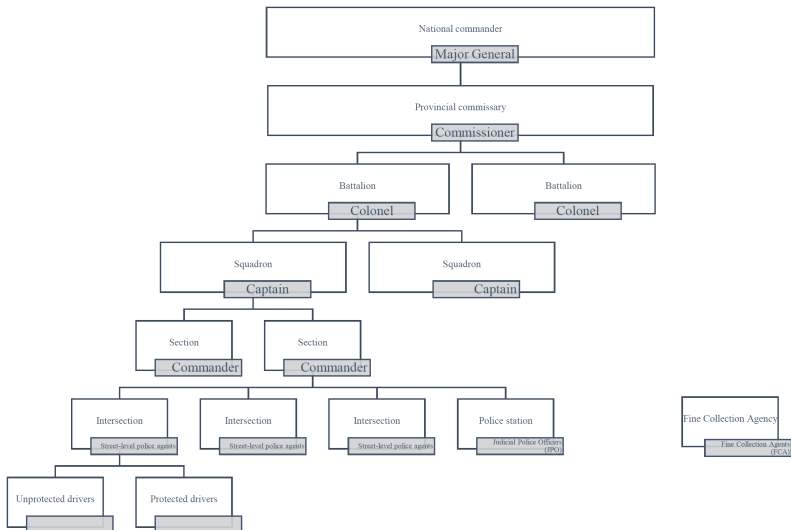 National commander
Major General
Provincial commissary
Commissioner
Battalion
Colonel
Battalion
Colonel
Squadron
Captain
Squadron
Captain
Section
Commander
Section
Commander
Intersection
Street-level police agents
Intersection
Street-level police agents
Intersection
Street-level police agents
Police station
Judicial Police Officers
(JPO)
Fine Collection Agency
Fine Collection Agents
(FCA)
Unprotected drivers
Protected drivers